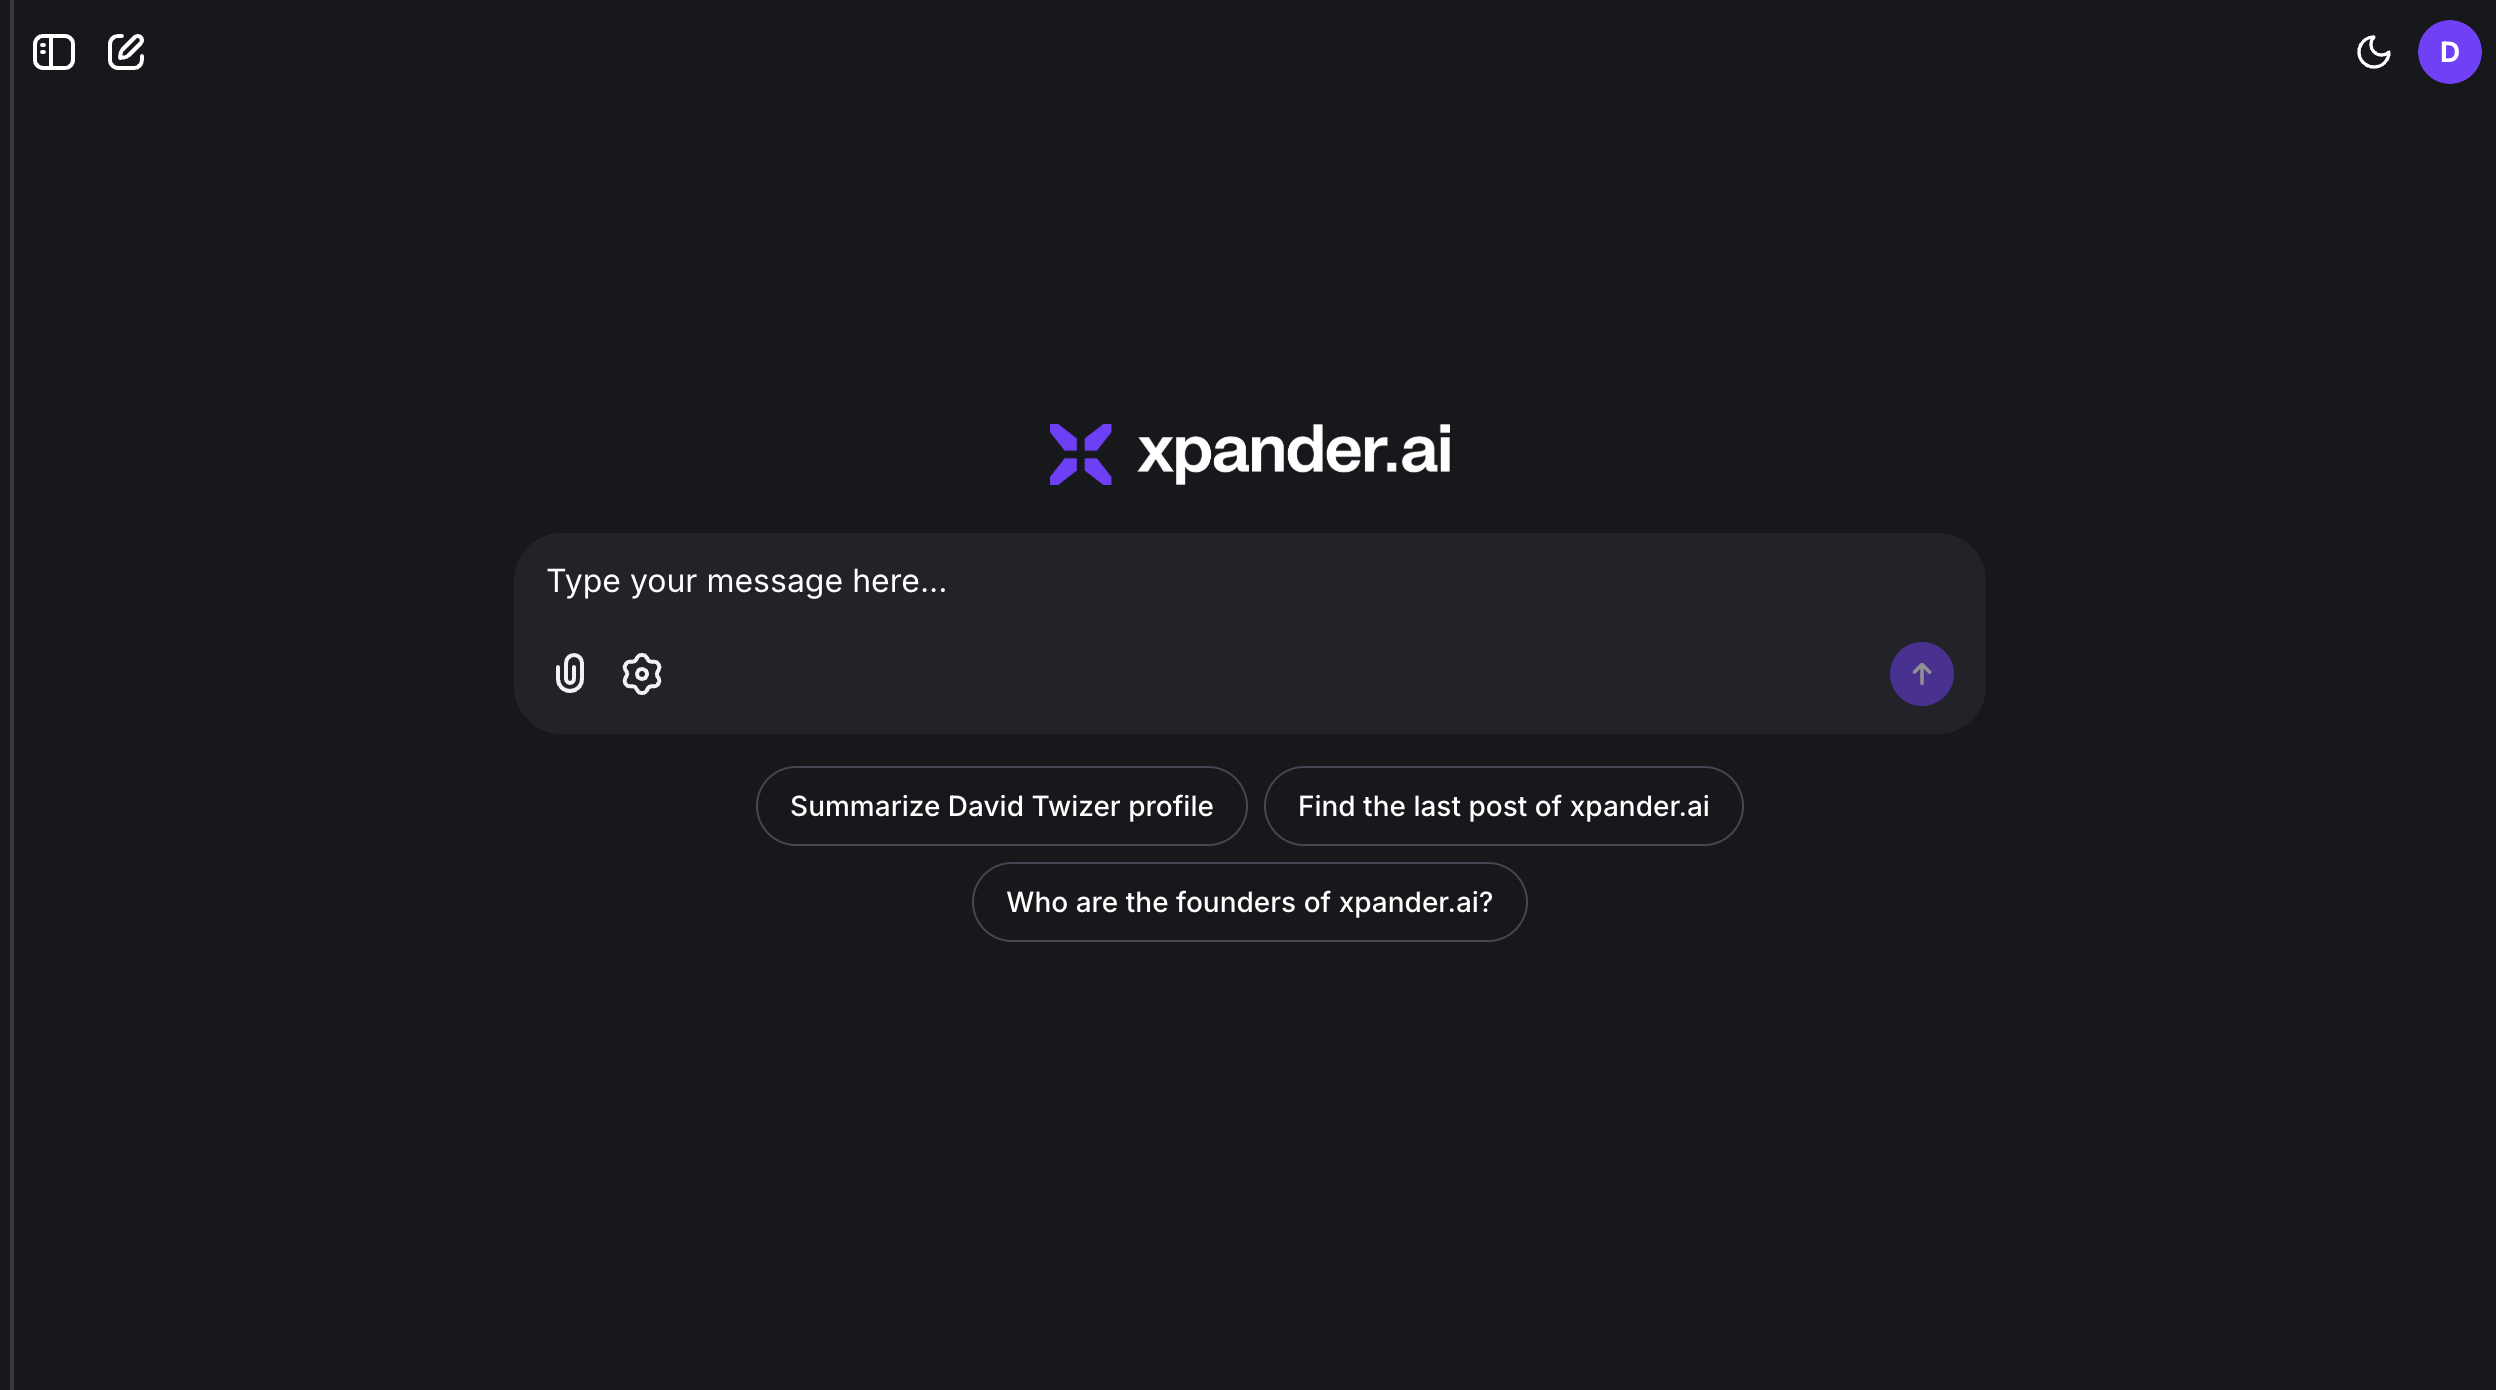 D
xpander.ai
Type your message here...
Summarize David Twizer profile
Find the last post of xpander.ai
Who are the founders of xpander.ai?